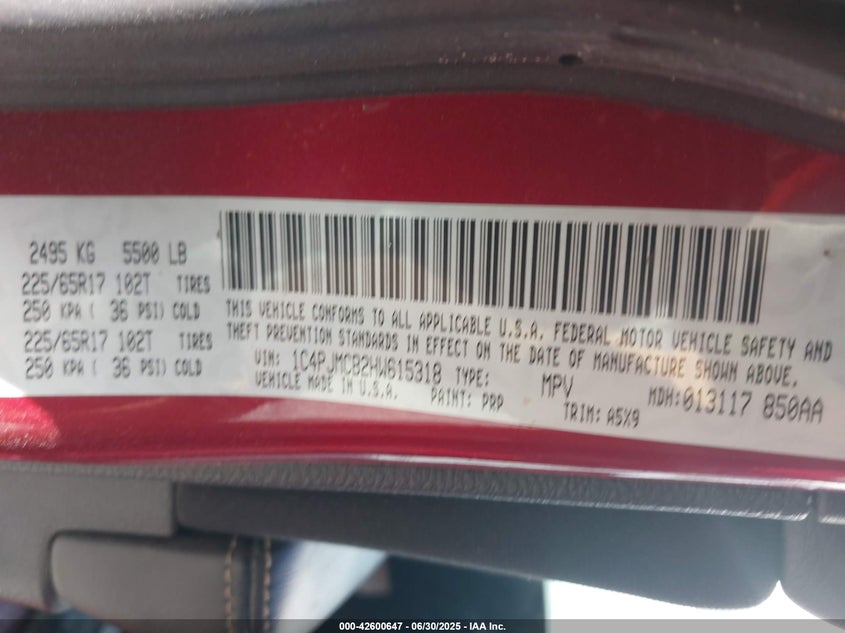 2495 KG 5500 LB
225/65R17 102T TIRES
250 KPA ( 36 PSI) COLD
225/65R17 102T TIRES
250 KPA ( 36 PSI) COLD
THIS VEHICLE CONFORMS TO ALL APPLICABLE U.S.A. FEDERAL MOTOR VEHICLE SAFETY AND
THEFT PREVENTION STANDARDS IN EFFECT ON THE DATE OF MANUFACTURE SHOWN ABOVE.
VIN: 1C4PJMCB2HW615318 TYPE: MPV MDH:013117 850AA
VEHICLE MADE IN U.S.A. PAINT: PRP TRIM: A5X9
000-42600647 - 06/30/2025 - IAA Inc.